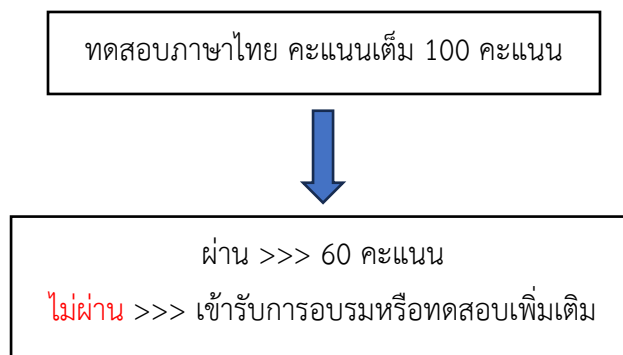 ทดสอบภาษาไทย คะแนนเต็ม 100 คะแนน
ผ่าน >>> 60 คะแนน
ไม่ผ่าน >>> เข้ารับการอบรมหรือทดสอบเพิ่มเติม